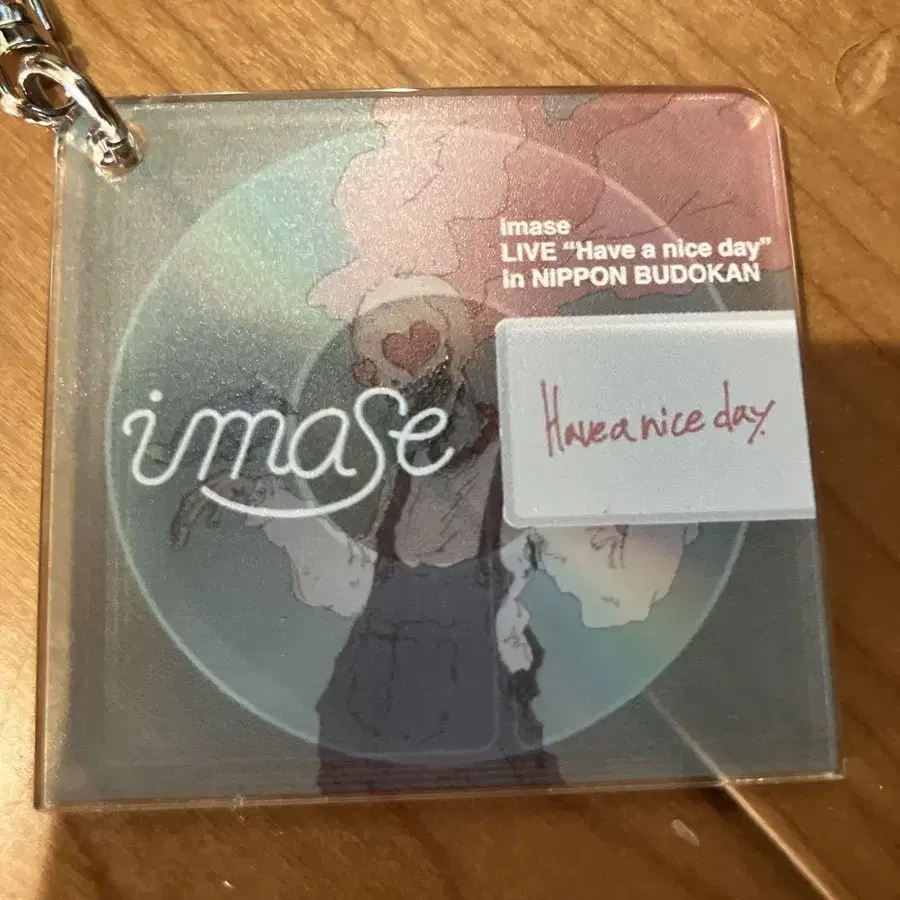 imase
LIVE “Have a nice day”
in NIPPON BUDOKAN
imase
Have a nice day.